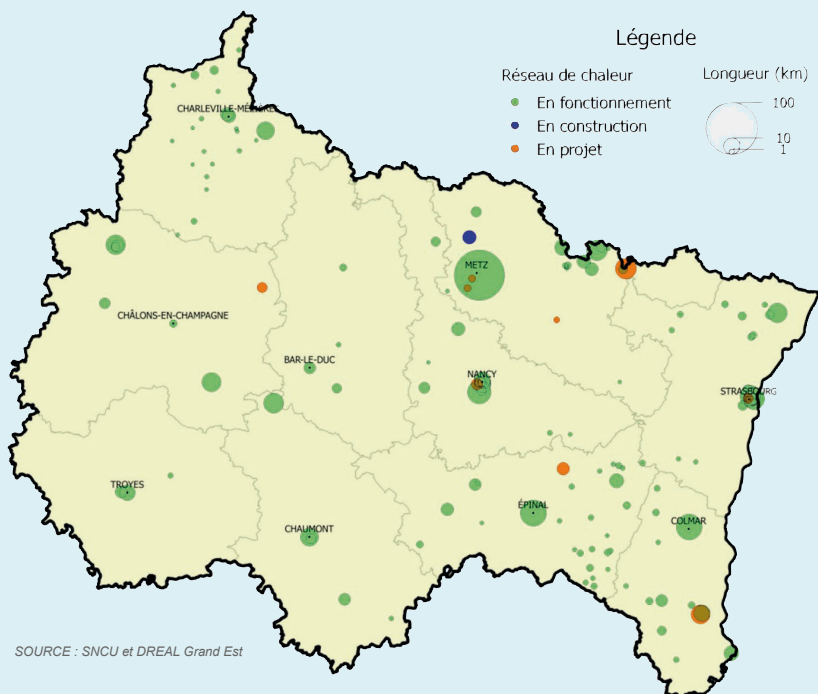 Légende
Réseau de chaleur
Longueur (km)
En fonctionnement
En construction
En projet
100
10
1
CHARLEVILLE-MÉZIÈRES
METZ
CHÂLONS-EN-CHAMPAGNE
BAR-LE-DUC
NANCY
STRASBOURG
TROYES
ÉPINAL
CHAUMONT
COLMAR
SOURCE : SNCU et DREAL Grand Est